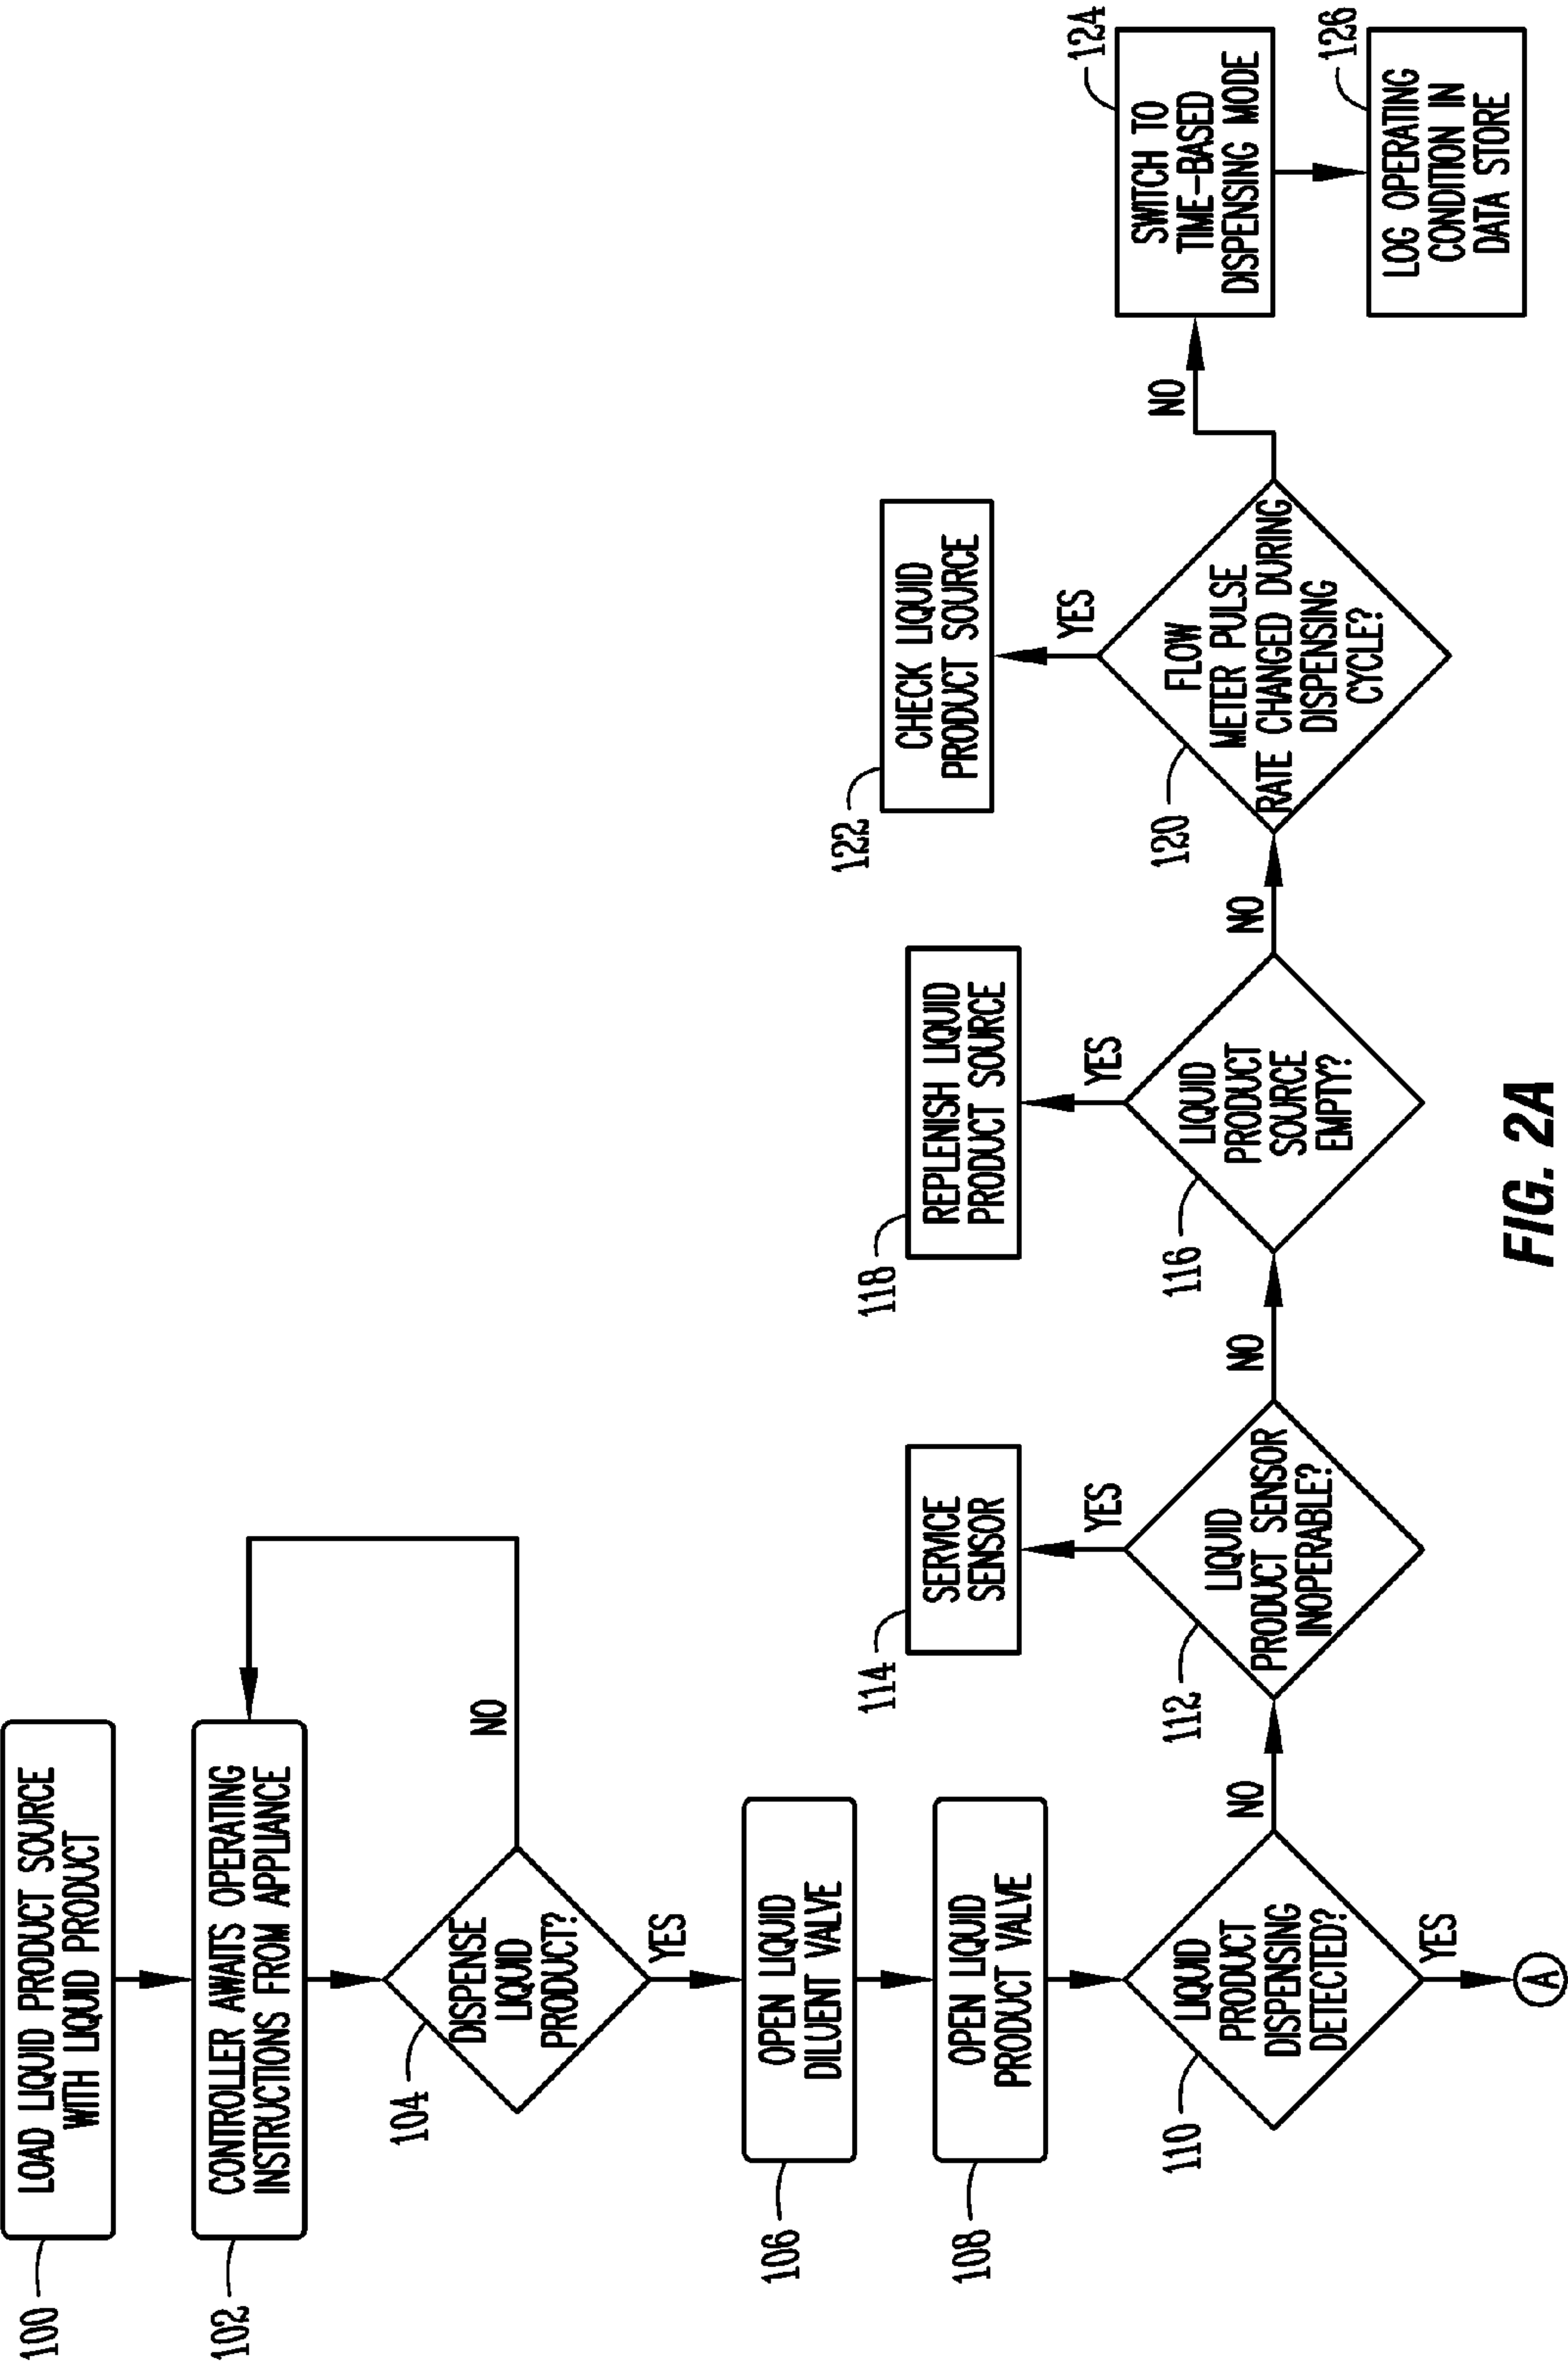 100
LOAD LIQUID PRODUCT SOURCE
WITH LIQUID PRODUCT
102
CONTROLLER AWAITS OPERATING
INSTRUCTIONS FROM APPLIANCE
104
DISPENSE
LIQUID
PRODUCT?
NO
YES
106
OPEN LIQUID
DILUENT VALVE
108
OPEN LIQUID
PRODUCT VALVE
110
LIQUID
PRODUCT
DISPENSING
DETECTED?
YES
A
NO
112
LIQUID
PRODUCT SENSOR
INOPERABLE?
YES
114
SERVICE
SENSOR
NO
116
LIQUID
PRODUCT
SOURCE
EMPTY?
YES
118
REPLENISH LIQUID
PRODUCT SOURCE
NO
120
FLOW
METER PULSE
RATE CHANGED DURING
DISPENSING
CYCLE?
YES
122
CHECK LIQUID
PRODUCT SOURCE
NO
124
SWITCH TO
TIME-BASED
DISPENSING MODE
126
LOG OPERATING
CONDITION IN
DATA STORE
FIG. 2A